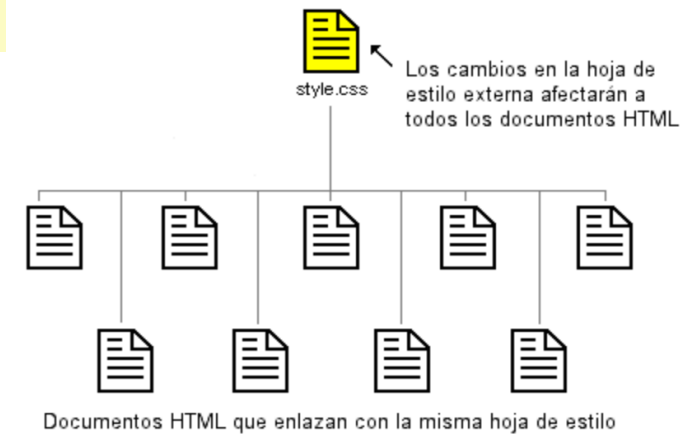 style.css
Los cambios en la hoja de
estilo externa afectarán a
todos los documentos HTML
Documentos HTML que enlazan con la misma hoja de estilo